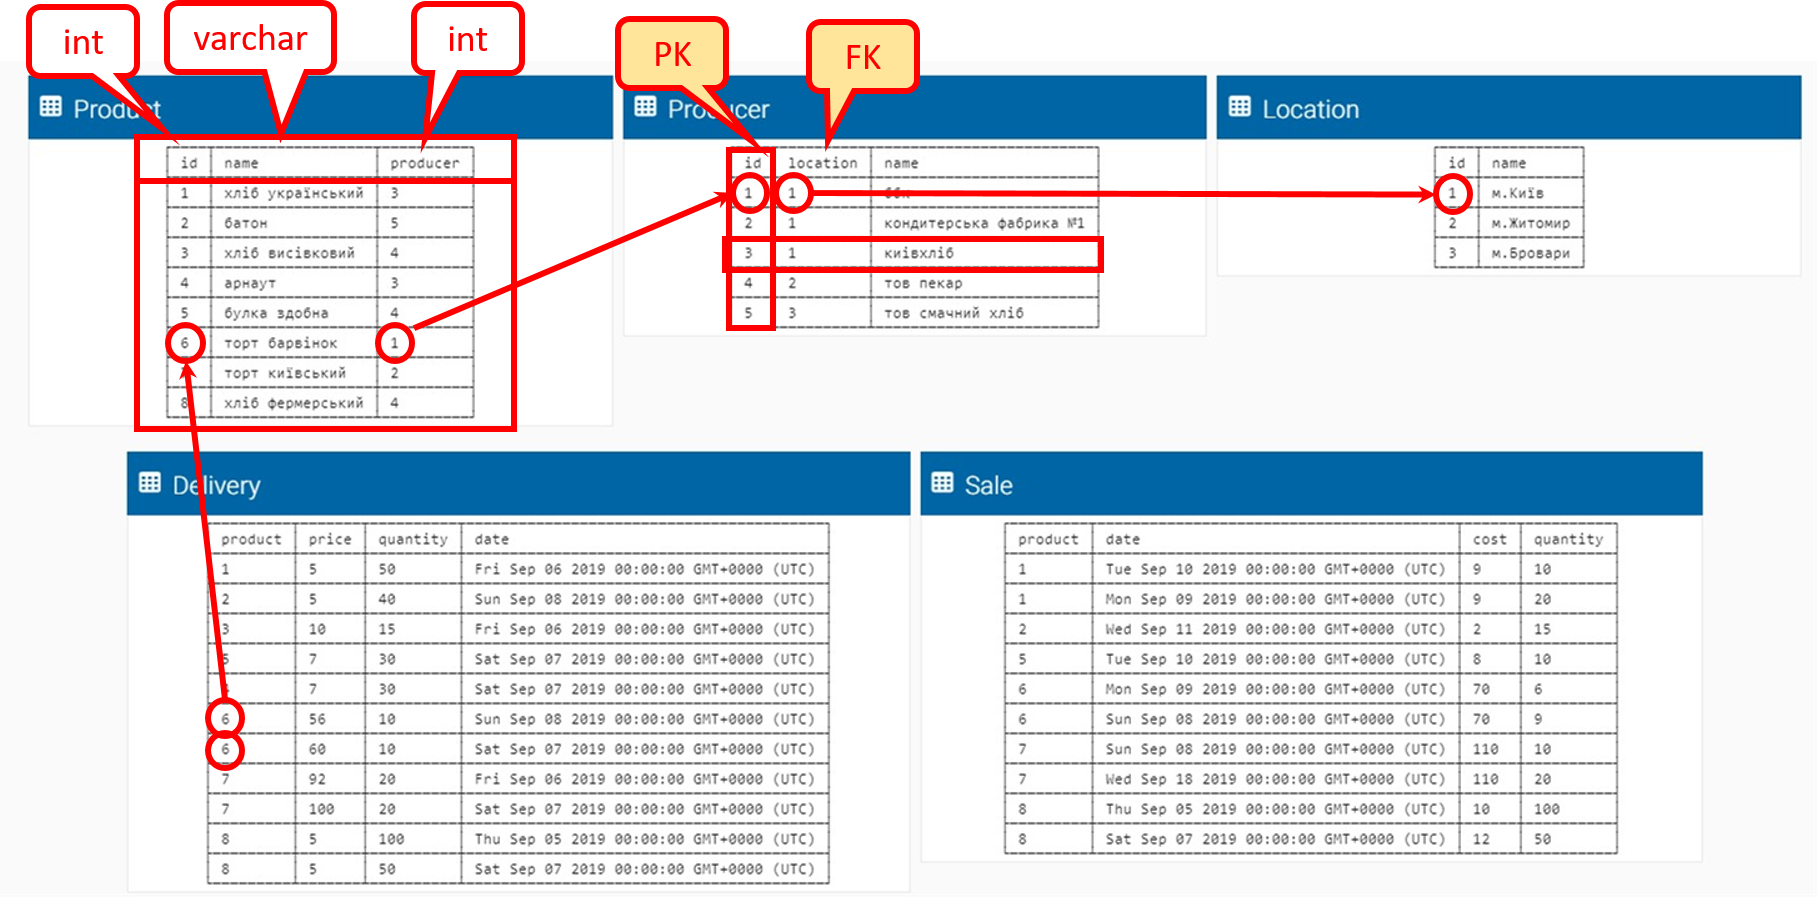 int
varchar
int
PK
FK
Product
id name producer
1 хліб український 3
2 батон 5
3 хліб висівковий 4
4 арнаут 3
5 булка здобна 4
6 торт барвінок 1
торт київський 2
8 хліб фермерський 4
Producer
id location name
1 1
2 1 кондитерська фабрика №1
3 1 київхліб
4 2 тов пекар
5 3 тов смачний хліб
Location
id name
1 м.Київ
2 м.Житомир
3 м.Бровари
Delivery
product price quantity date
1 5 50 Fri Sep 06 2019 00:00:00 GMT+0000 (UTC)
2 5 40 Sun Sep 08 2019 00:00:00 GMT+0000 (UTC)
3 10 15 Fri Sep 06 2019 00:00:00 GMT+0000 (UTC)
5 7 30 Sat Sep 07 2019 00:00:00 GMT+0000 (UTC)
7 30 Sat Sep 07 2019 00:00:00 GMT+0000 (UTC)
6 56 10 Sun Sep 08 2019 00:00:00 GMT+0000 (UTC)
6 60 10 Sat Sep 07 2019 00:00:00 GMT+0000 (UTC)
7 92 20 Fri Sep 06 2019 00:00:00 GMT+0000 (UTC)
7 100 20 Sat Sep 07 2019 00:00:00 GMT+0000 (UTC)
8 5 100 Thu Sep 05 2019 00:00:00 GMT+0000 (UTC)
8 5 50 Sat Sep 07 2019 00:00:00 GMT+0000 (UTC)
Sale
product date cost quantity
1 Tue Sep 10 2019 00:00:00 GMT+0000 (UTC) 9 10
1 Mon Sep 09 2019 00:00:00 GMT+0000 (UTC) 9 20
2 Wed Sep 11 2019 00:00:00 GMT+0000 (UTC) 2 15
5 Tue Sep 10 2019 00:00:00 GMT+0000 (UTC) 8 10
6 Mon Sep 09 2019 00:00:00 GMT+0000 (UTC) 70 6
6 Sun Sep 08 2019 00:00:00 GMT+0000 (UTC) 70 9
7 Sun Sep 08 2019 00:00:00 GMT+0000 (UTC) 110 10
7 Wed Sep 18 2019 00:00:00 GMT+0000 (UTC) 110 20
8 Thu Sep 05 2019 00:00:00 GMT+0000 (UTC) 10 100
8 Sat Sep 07 2019 00:00:00 GMT+0000 (UTC) 12 50